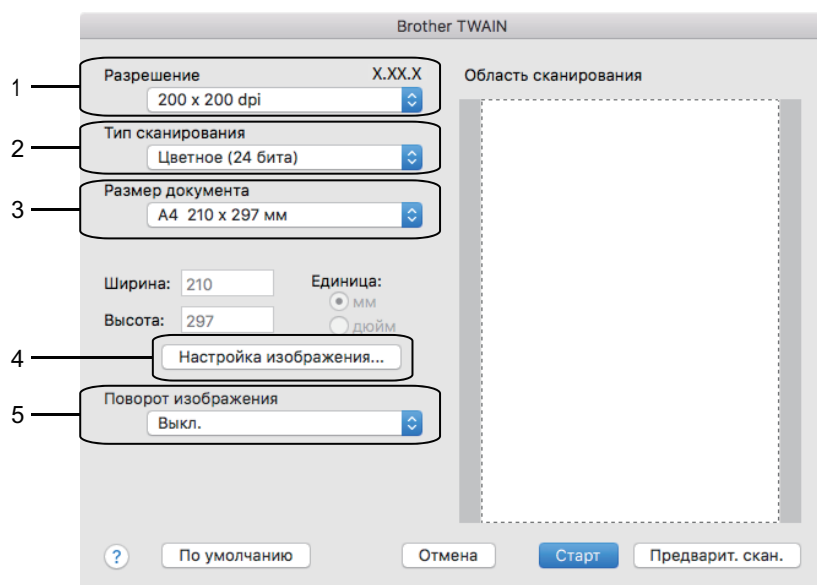 Brother TWAIN
1
Разрешение X.XX.X
200 x 200 dpi
2
Тип сканирования
Цветное (24 бита)
3
Размер документа
A4 210 x 297 мм
Ширина: 210
Единица:
мм
Высота: 297
дюйм
4
Настройка изображения...
5
Поворот изображения
Выкл.
Область сканирования
?
По умолчанию
Отмена
Старт
Предварит. скан.